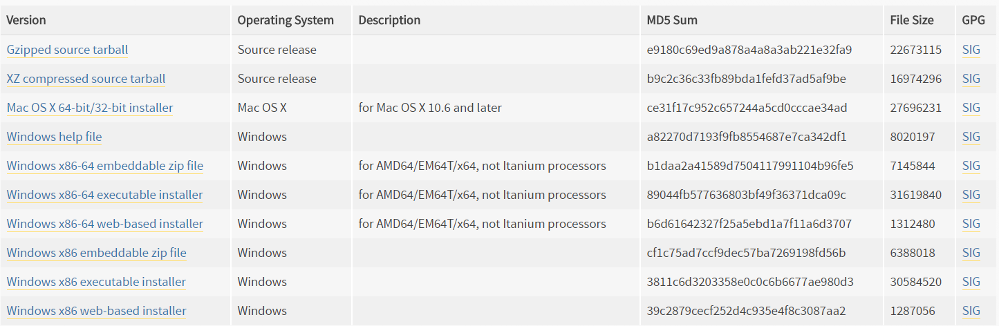 Version Operating System Description MD5 Sum File Size GPG
Gzipped source tarball Source release e9180c69ed9a878a4a8a3ab221e32fa9 22673115 SIG
XZ compressed source tarball Source release b9c2c36c33fb89bda1fefd37ad5af9be 16974296 SIG
Mac OS X 64-bit/32-bit installer Mac OS X for Mac OS X 10.6 and later ce31f17c952c657244a5cd0cccae34ad 27696231 SIG
Windows help file Windows a82270d7193f9fb8554687e7ca342df1 8020197 SIG
Windows x86-64 embeddable zip file Windows for AMD64/EM64T/x64, not Itanium processors b1daa2a41589d7504117991104b96fe5 7145844 SIG
Windows x86-64 executable installer Windows for AMD64/EM64T/x64, not Itanium processors 89044fb577636803bf49f36371dca09c 31619840 SIG
Windows x86-64 web-based installer Windows for AMD64/EM64T/x64, not Itanium processors b6d61642327f25a5ebd1a7f11a6d3707 1312480 SIG
Windows x86 embeddable zip file Windows cf1c75ad7ccf9dec57ba7269198fd56b 6388018 SIG
Windows x86 executable installer Windows 3811c6d3203358e0c0c6b6677ae980d3 30584520 SIG
Windows x86 web-based installer Windows 39c2879cecf252d4c935e4f8c3087aa2 1287056 SIG